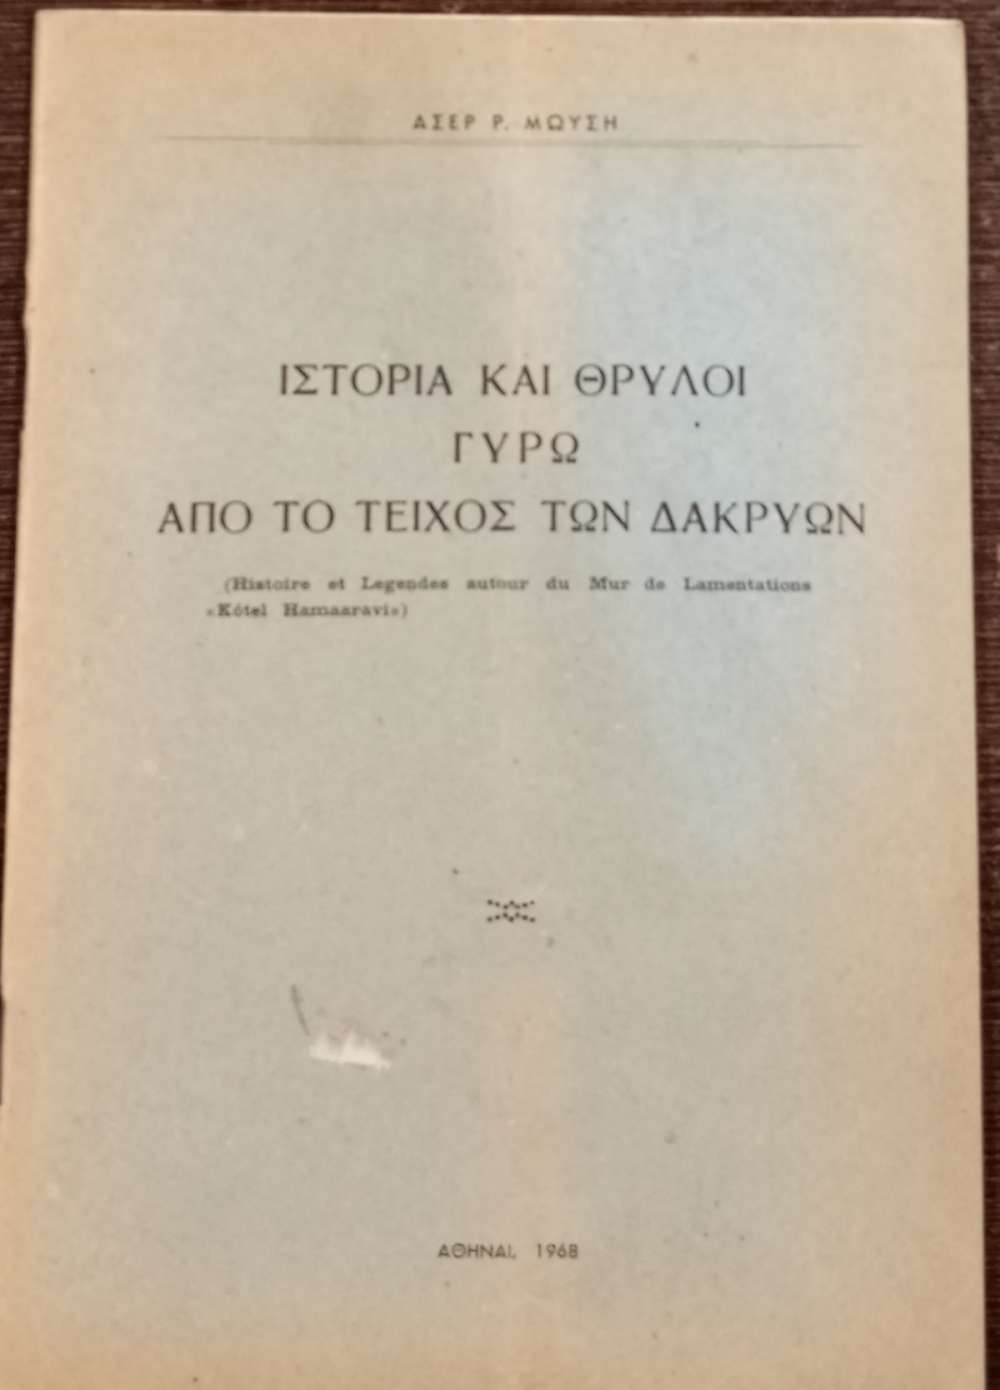 ΑΣΕΡ Ρ. ΜΩΥΣΗ
ΙΣΤΟΡΙΑ ΚΑΙ ΘΡΥΛΟΙ
ΓΥΡΩ
ΑΠΟ ΤΟ ΤΕΙΧΟΣ ΤΩΝ ΔΑΚΡΥΩΝ
(Histoire et Legendes autour du Mur de Lamentations
«Kótel Hamaaravi»)
ΑΘΗΝΑΙ, 1968